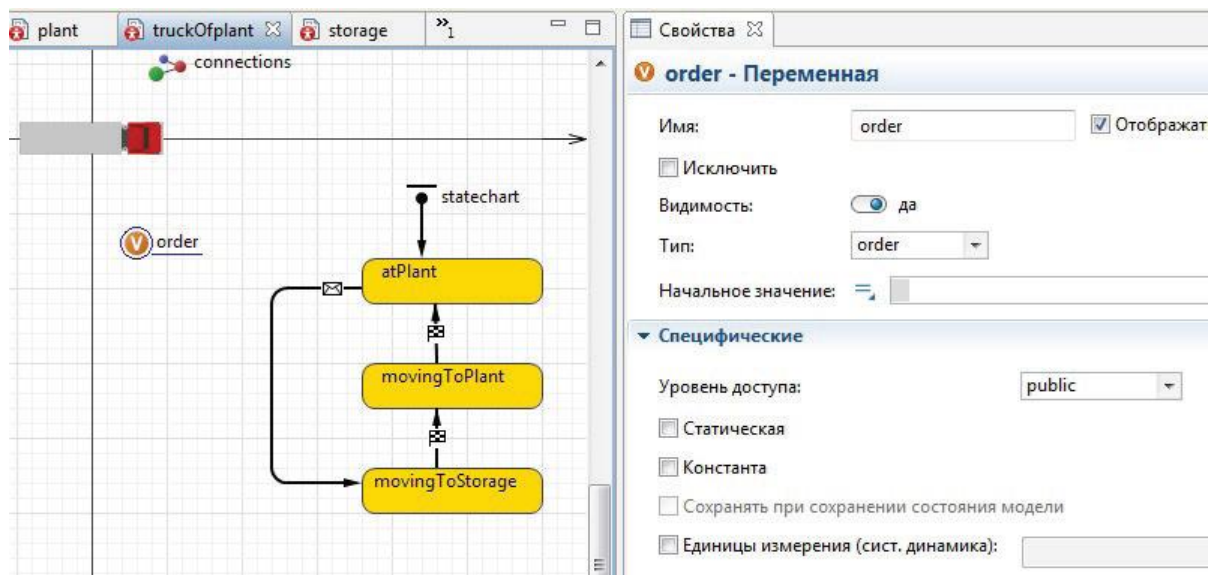 plant
truckOfplant
storage
»1
connections
statechart
order
atPlant
movingToPlant
movingToStorage
Свойства
order - Переменная
Имя:
order
Отображат
Исключить
Видимость:
да
Тип:
order
Начальное значение:
Специфические
Уровень доступа:
public
Статическая
Константа
Сохранять при сохранении состояния модели
Единицы измерения (сист. динамика):